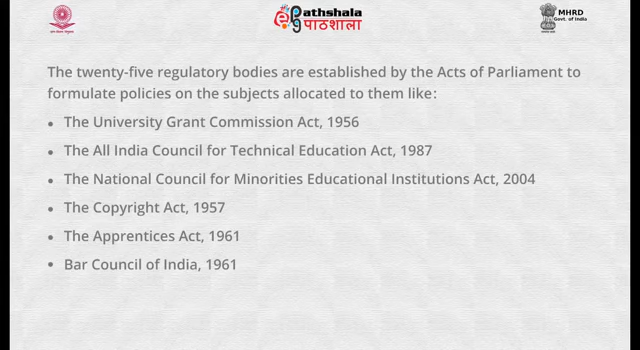 ePathshala
पाठशाला
MHRD
Govt. of India
The twenty-five regulatory bodies are established by the Acts of Parliament to
formulate policies on the subjects allocated to them like:
• The University Grant Commission Act, 1956
• The All India Council for Technical Education Act, 1987
• The National Council for Minorities Educational Institutions Act, 2004
• The Copyright Act, 1957
• The Apprentices Act, 1961
• Bar Council of India, 1961